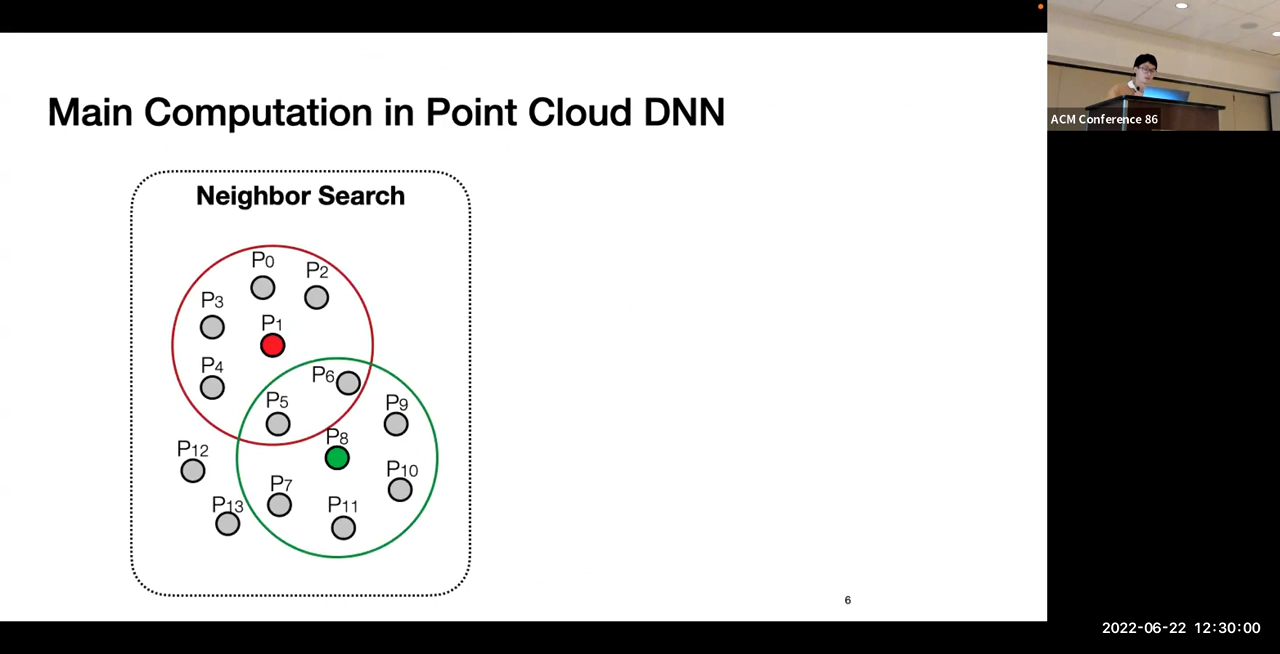 Main Computation in Point Cloud DNN
ACM Conference 86
Neighbor Search
P0
P2
P3
P1
P4
P6
P5
P9
P8
P12
P10
P7
P13
P11
6
2022-06-22 12:30:00